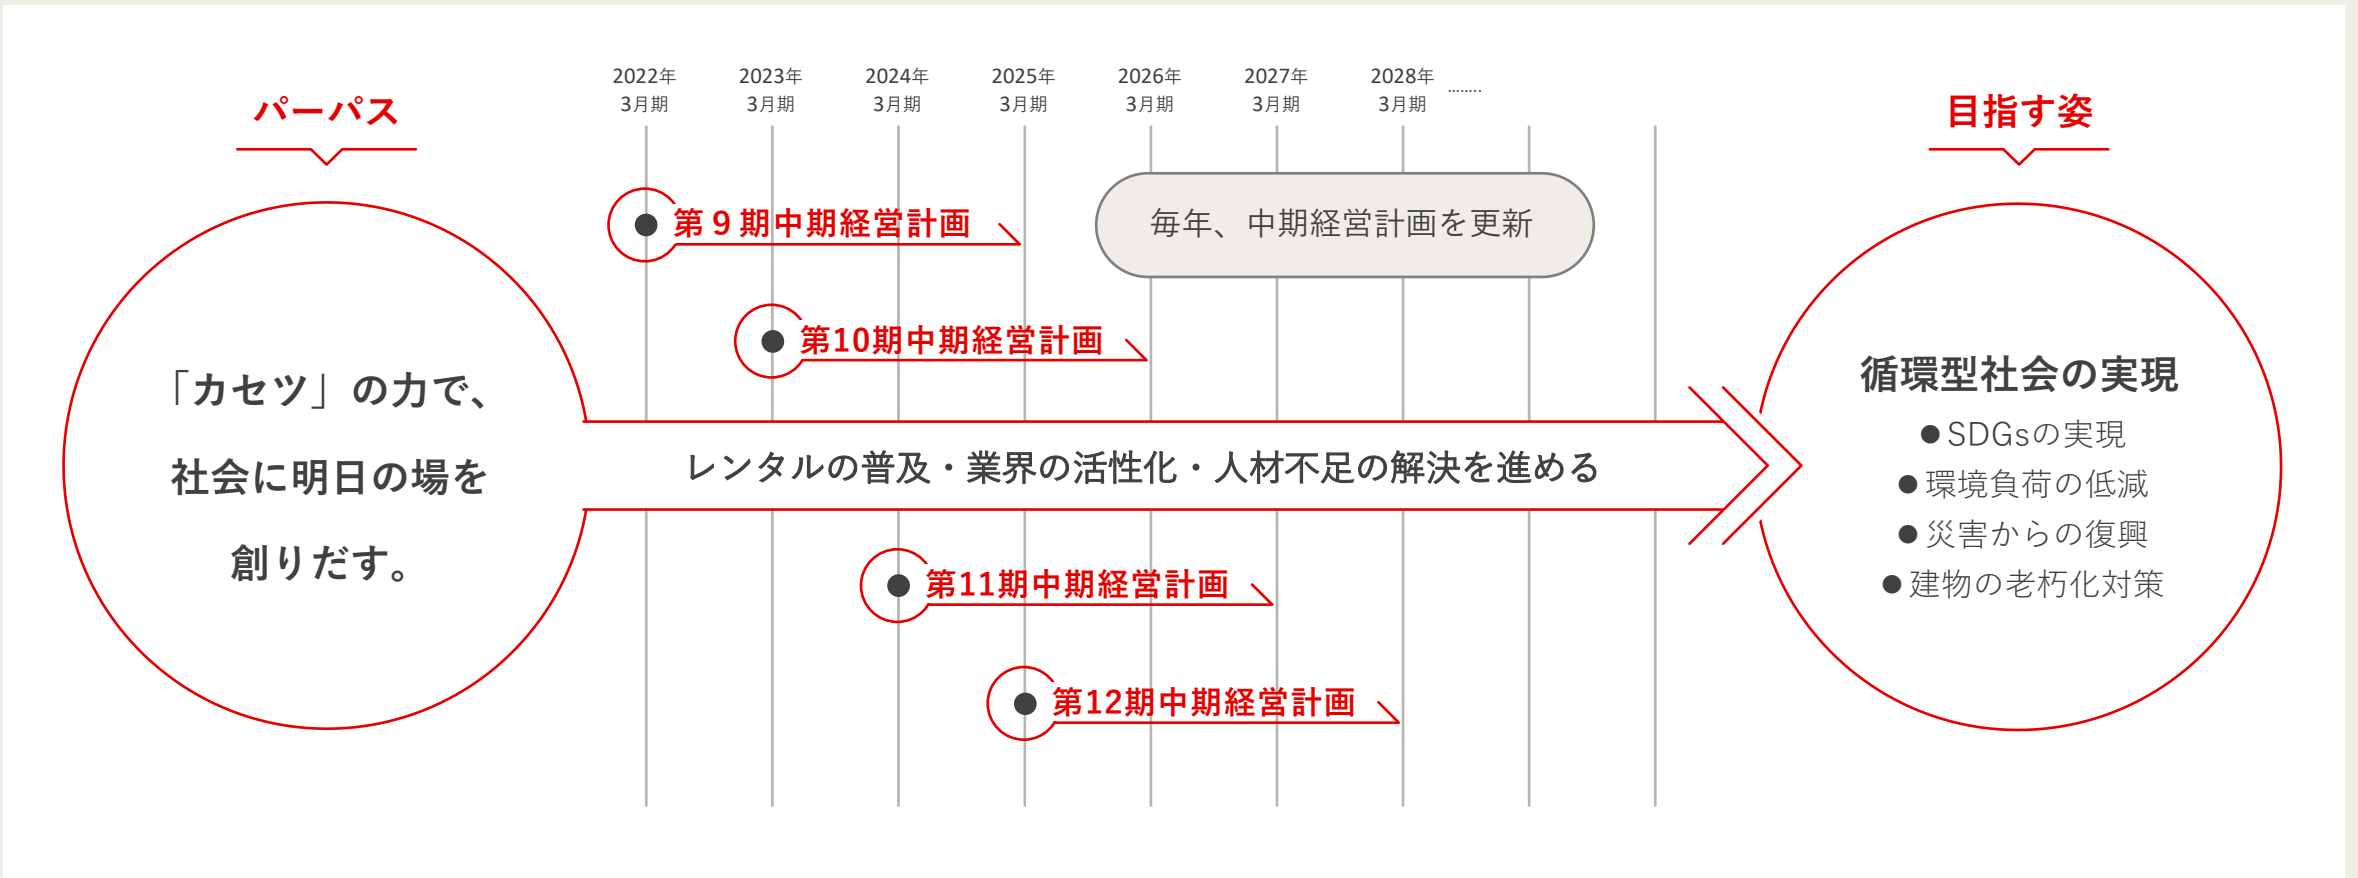 パーパス
「カセツ」の力で、
社会に明日の場を
創りだす。
2022年
3月期
2023年
3月期
2024年
3月期
2025年
3月期
2026年
3月期
2027年
3月期
2028年
3月期
........
第９期中期経営計画
毎年、中期経営計画を更新
第10期中期経営計画
レンタルの普及・業界の活性化・人材不足の解決を進める
第11期中期経営計画
第12期中期経営計画
目指す姿
循環型社会の実現
●SDGsの実現
●環境負荷の低減
●災害からの復興
●建物の老朽化対策